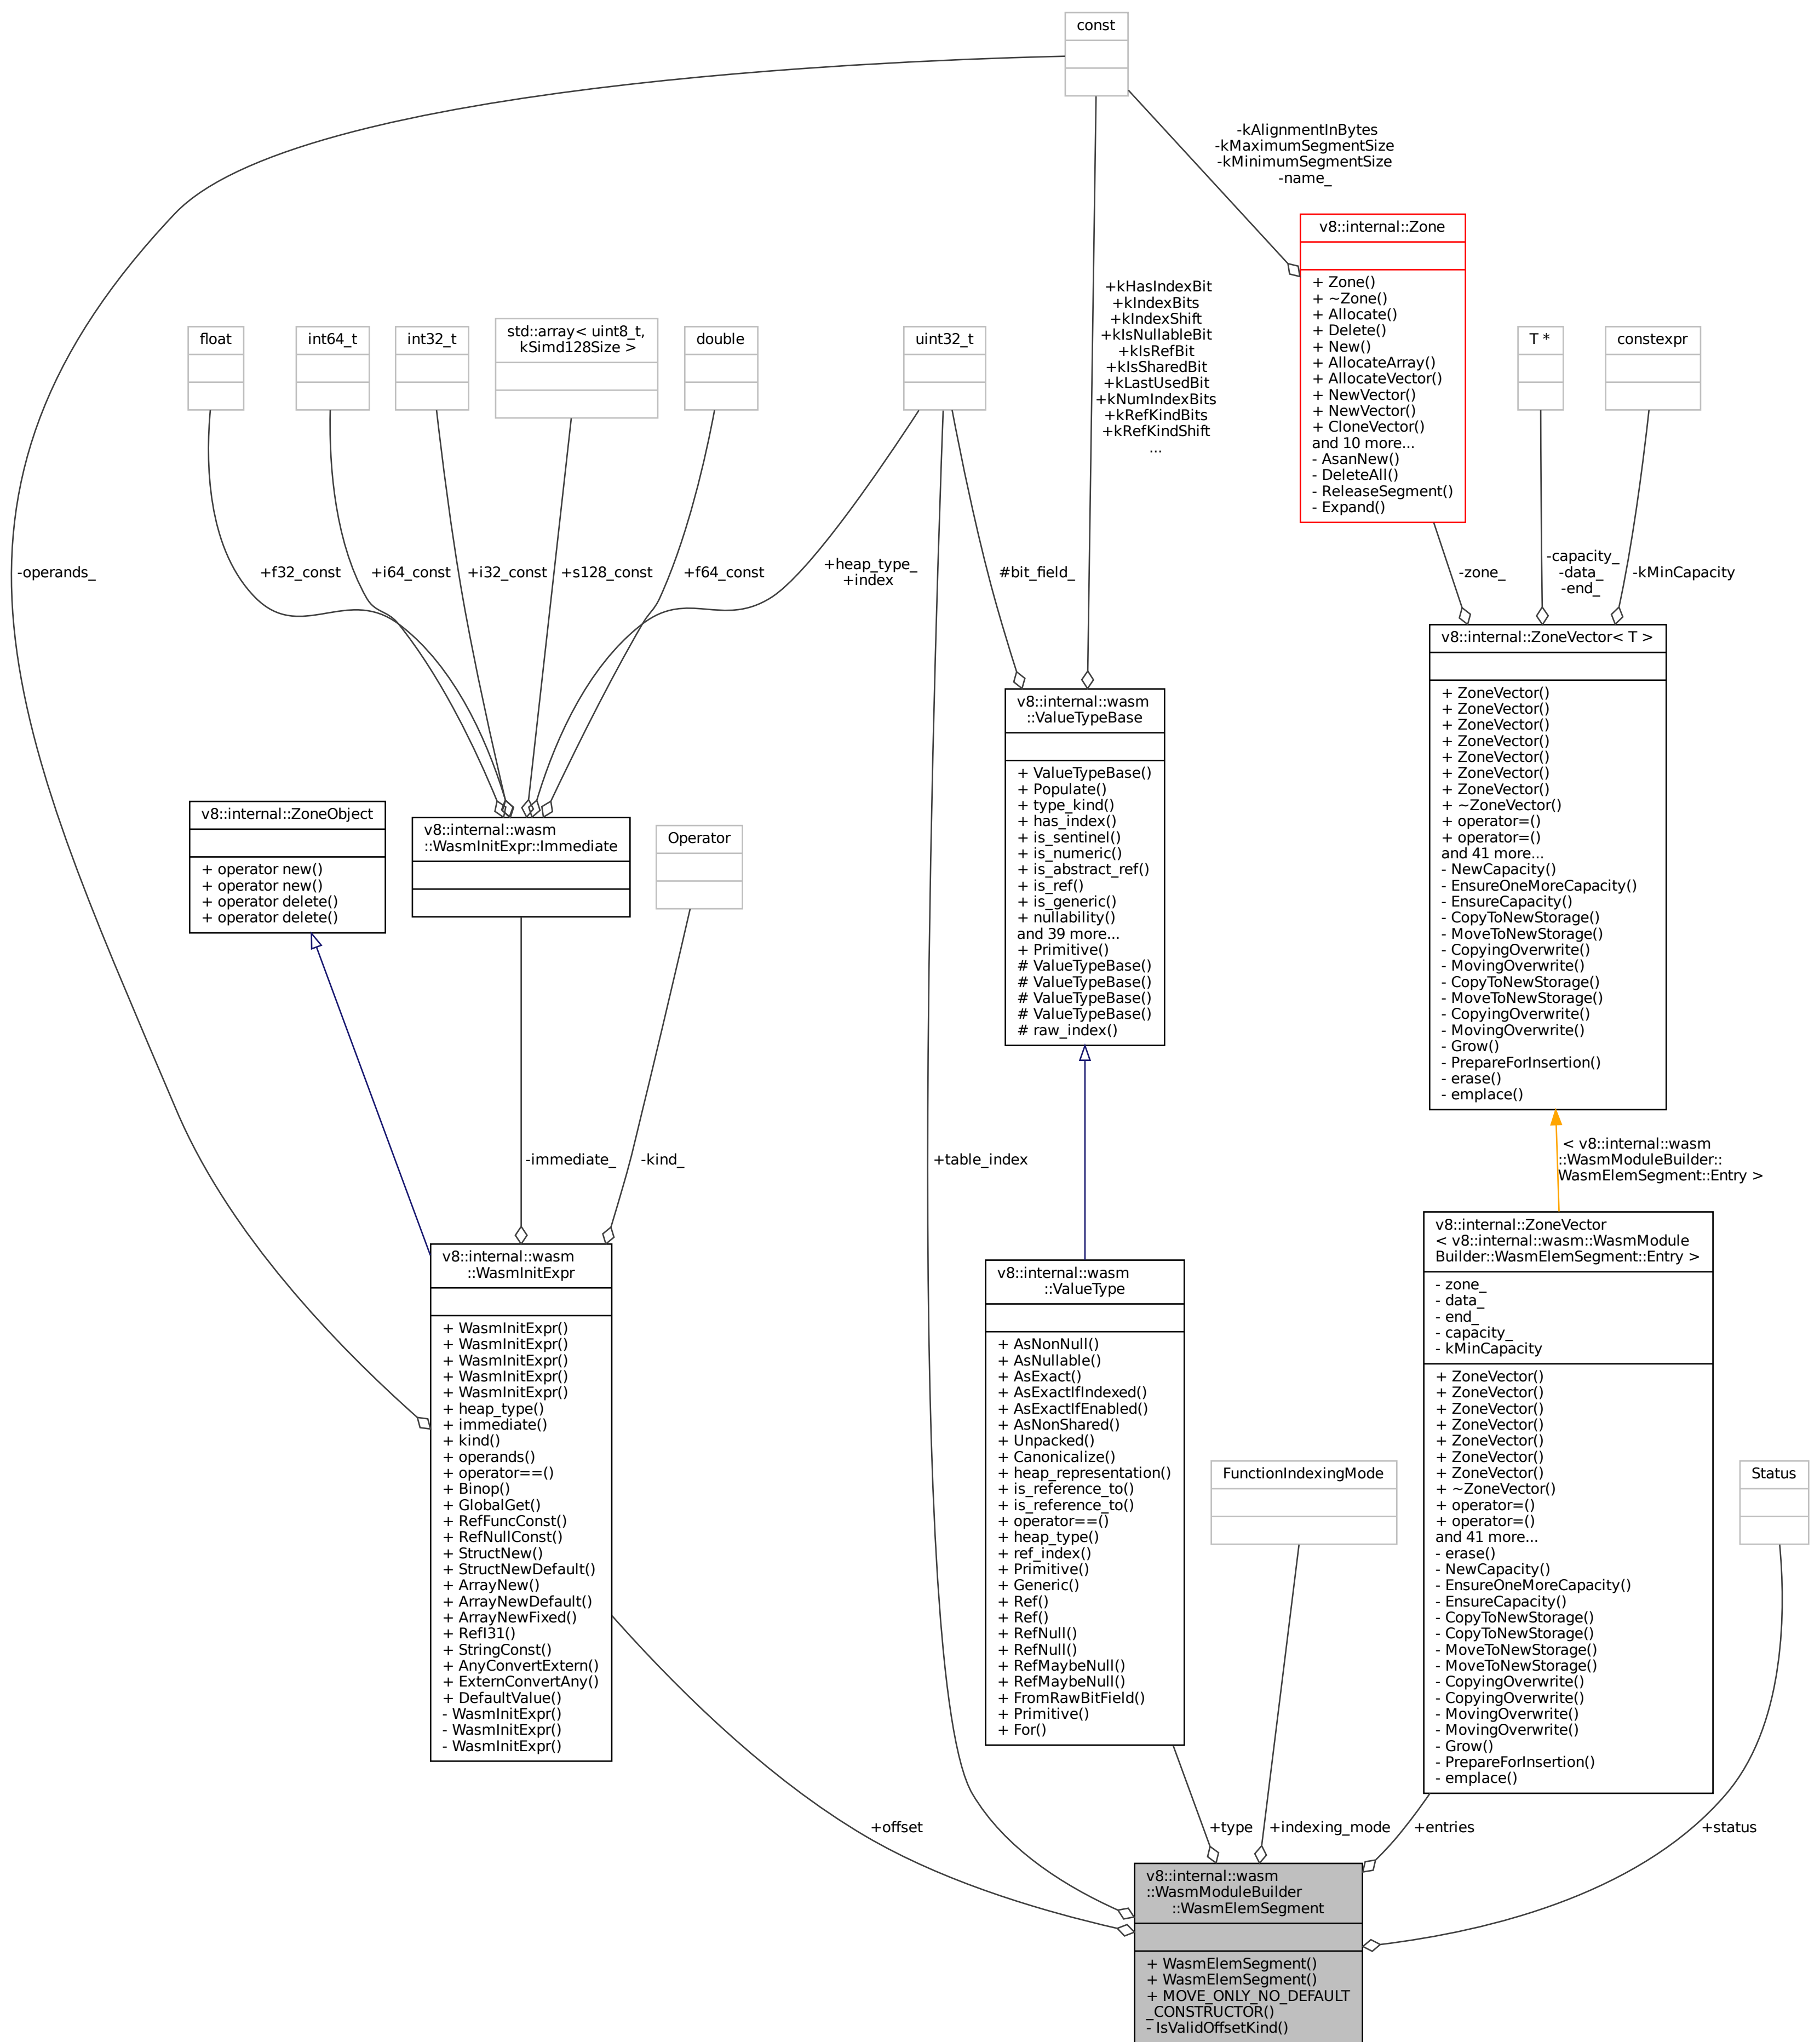 const
-kAlignmentInBytes
-kMaximumSegmentSize
-kMinimumSegmentSize
-name_
v8::internal::Zone
+ Zone()
+ ~Zone()
+ Allocate()
+ Delete()
+ New()
+ AllocateArray()
+ AllocateVector()
+ NewVector()
+ NewVector()
+ CloneVector()
and 10 more...
- AsanNew()
- DeleteAll()
- ReleaseSegment()
- Expand()
+kHasIndexBit
+kIndexBits
+kIndexShift
+kIsNullableBit
+kIsRefBit
+kIsSharedBit
+kLastUsedBit
+kNumIndexBits
+kRefKindBits
+kRefKindShift
...
float
int64_t
int32_t
std::array< uint8_t,
kSimd128Size >
double
uint32_t
T *
constexpr
-operands_
+f32_const
+i64_const
+i32_const
+s128_const
+f64_const
+heap_type_
+index
#bit_field_
-zone_
-capacity_
-data_
-end_
-kMinCapacity
v8::internal::ZoneVector< T >
+ ZoneVector()
+ ZoneVector()
+ ZoneVector()
+ ZoneVector()
+ ZoneVector()
+ ZoneVector()
+ ZoneVector()
+ ~ZoneVector()
+ operator=()
+ operator=()
and 41 more...
- NewCapacity()
- EnsureOneMoreCapacity()
- EnsureCapacity()
- CopyToNewStorage()
- MoveToNewStorage()
- CopyingOverwrite()
- MovingOverwrite()
- CopyToNewStorage()
- MoveToNewStorage()
- CopyingOverwrite()
- MovingOverwrite()
- Grow()
- PrepareForInsertion()
- erase()
- emplace()
v8::internal::wasm
::ValueTypeBase
+ ValueTypeBase()
+ Populate()
+ type_kind()
+ has_index()
+ is_sentinel()
+ is_numeric()
+ is_abstract_ref()
+ is_ref()
+ is_generic()
+ nullability()
and 39 more...
+ Primitive()
# ValueTypeBase()
# ValueTypeBase()
# ValueTypeBase()
# ValueTypeBase()
# raw_index()
v8::internal::ZoneObject
+ operator new()
+ operator new()
+ operator delete()
+ operator delete()
v8::internal::wasm
::WasmInitExpr::Immediate
Operator
-immediate_
-kind_
+table_index
< v8::internal::wasm
::WasmModuleBuilder::
WasmElemSegment::Entry >
v8::internal::wasm
::WasmInitExpr
+ WasmInitExpr()
+ WasmInitExpr()
+ WasmInitExpr()
+ WasmInitExpr()
+ WasmInitExpr()
+ heap_type()
+ immediate()
+ kind()
+ operands()
+ operator==()
+ Binop()
+ GlobalGet()
+ RefFuncConst()
+ RefNullConst()
+ StructNew()
+ StructNewDefault()
+ ArrayNew()
+ ArrayNewDefault()
+ ArrayNewFixed()
+ RefI31()
+ StringConst()
+ AnyConvertExtern()
+ ExternConvertAny()
+ DefaultValue()
- WasmInitExpr()
- WasmInitExpr()
- WasmInitExpr()
v8::internal::wasm
::ValueType
+ AsNonNull()
+ AsNullable()
+ AsExact()
+ AsExactIfIndexed()
+ AsExactIfEnabled()
+ AsNonShared()
+ Unpacked()
+ Canonicalize()
+ heap_representation()
+ is_reference_to()
+ is_reference_to()
+ operator==()
+ heap_type()
+ ref_index()
+ Primitive()
+ Generic()
+ Ref()
+ Ref()
+ RefNull()
+ RefNull()
+ RefMaybeNull()
+ RefMaybeNull()
+ FromRawBitField()
+ Primitive()
+ For()
FunctionIndexingMode
v8::internal::ZoneVector
< v8::internal::wasm::WasmModule
Builder::WasmElemSegment::Entry >
- zone_
- data_
- end_
- capacity_
- kMinCapacity
+ ZoneVector()
+ ZoneVector()
+ ZoneVector()
+ ZoneVector()
+ ZoneVector()
+ ZoneVector()
+ ZoneVector()
+ ~ZoneVector()
+ operator=()
+ operator=()
and 41 more...
- erase()
- NewCapacity()
- EnsureOneMoreCapacity()
- EnsureCapacity()
- CopyToNewStorage()
- CopyToNewStorage()
- MoveToNewStorage()
- MoveToNewStorage()
- CopyingOverwrite()
- CopyingOverwrite()
- MovingOverwrite()
- MovingOverwrite()
- Grow()
- PrepareForInsertion()
- emplace()
Status
+offset
+type
+indexing_mode
+entries
+status
v8::internal::wasm
::WasmModuleBuilder
::WasmElemSegment
+ WasmElemSegment()
+ WasmElemSegment()
+ MOVE_ONLY_NO_DEFAULT
_CONSTRUCTOR()
- IsValidOffsetKind()